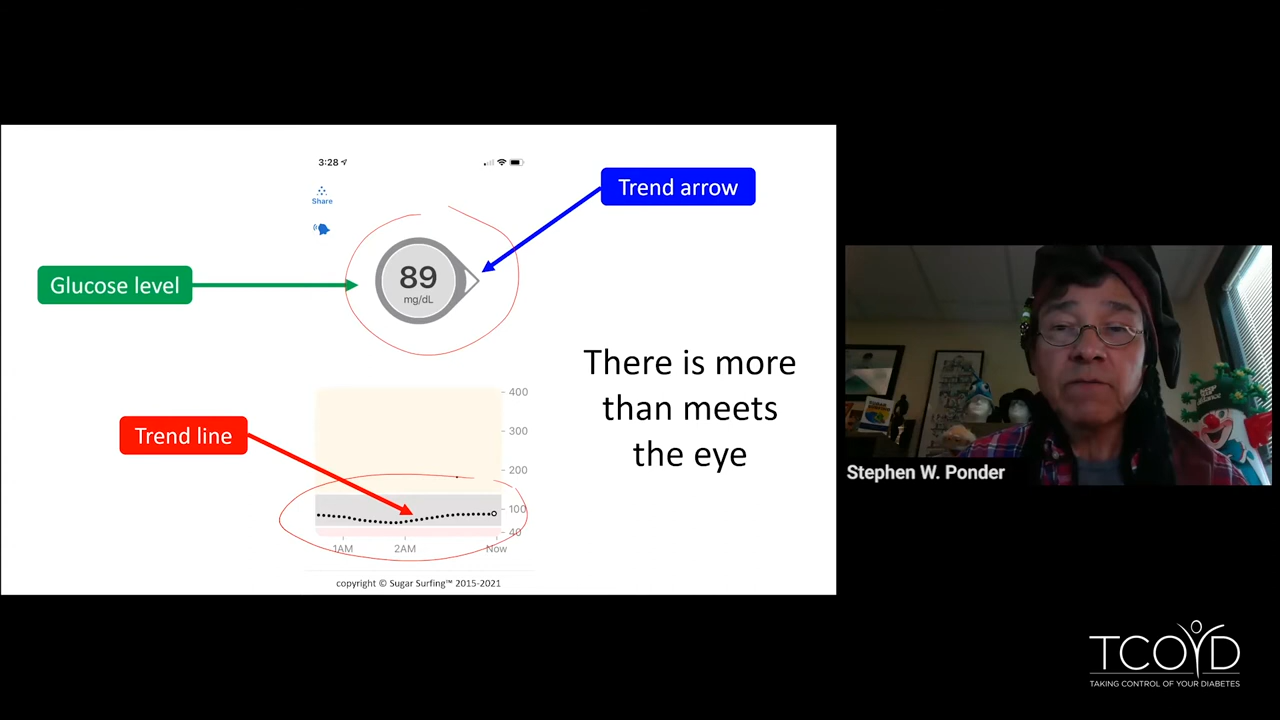 3:28
Share
Trend arrow
Glucose level
89
mg/dL
There is more
than meets
the eye
400
300
200
100
40
Trend line
1AM
2AM
Now
copyright © Sugar Surfing™ 2015-2021
Stephen W. Ponder
TCOYD
TAKING CONTROL OF YOUR DIABETES